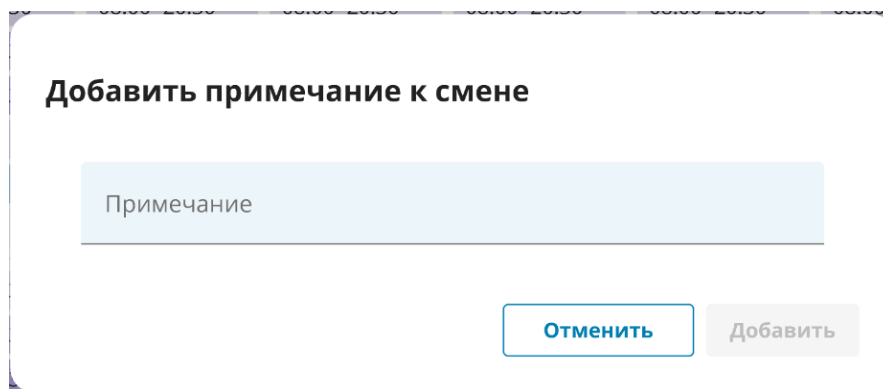 Добавить примечание к смене
Примечание
Отменить Добавить